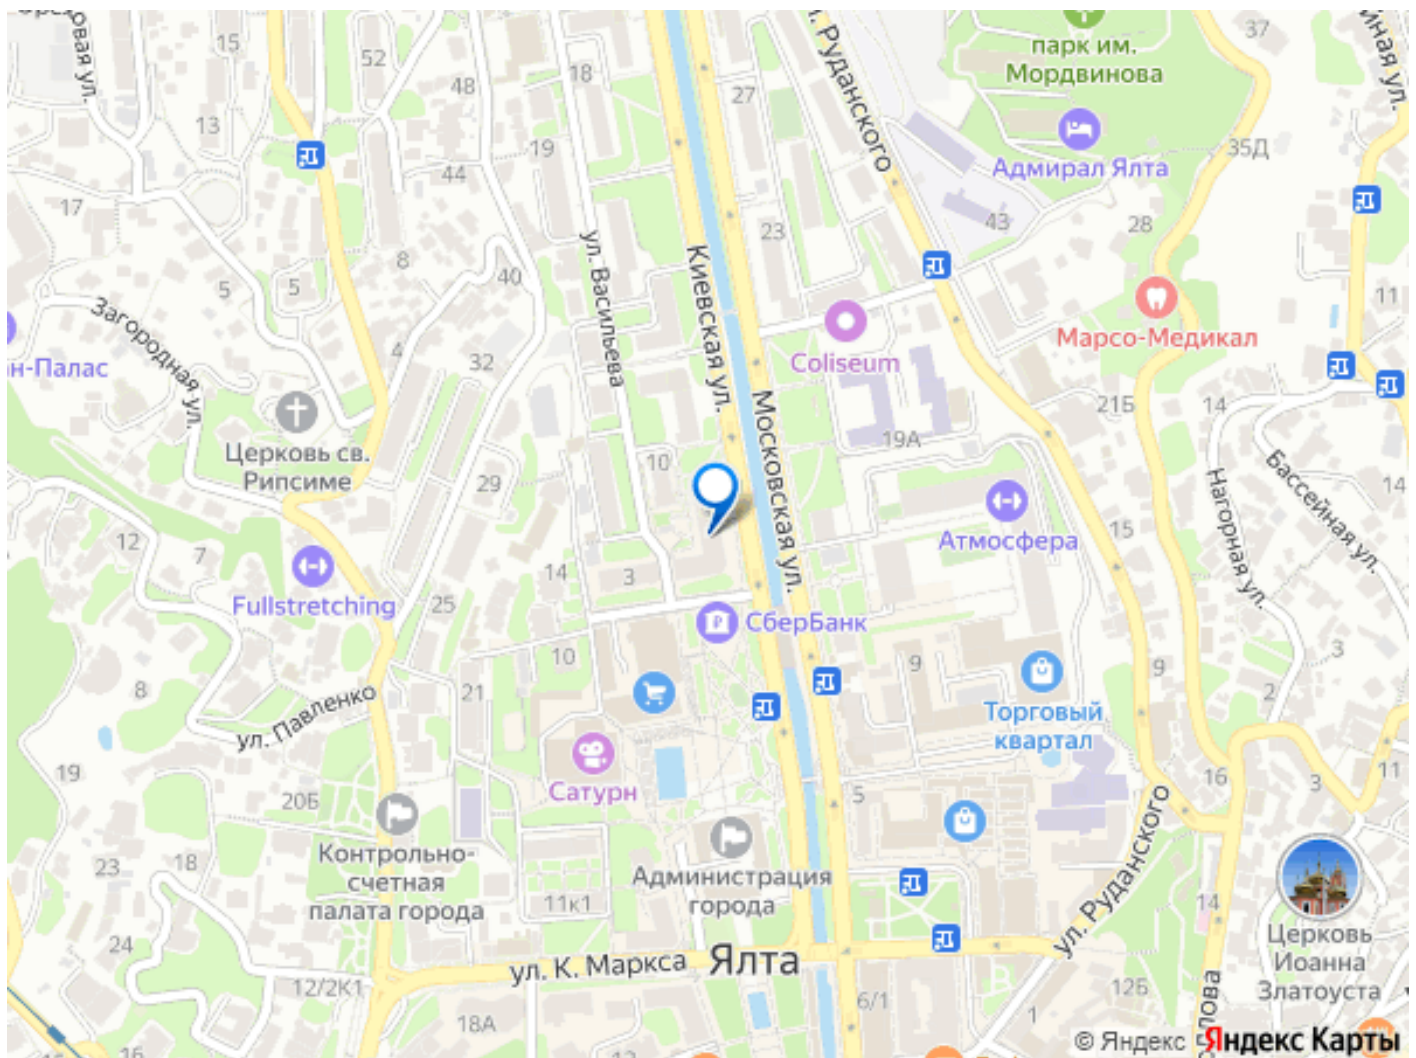 Ореховая ул.
15
52
18
48
13
17
44
19
27
ул. Руданского
парк им.
Мордвинова
37
Адмирал Ялта
35Д
28
43
23
8
5
5
40
Загородная ул.
4
32
ул. Васильева
Киевская ул.
Московская ул.
Coliseum
Марсо-Медикал
11
н-Палас
Церковь св.
Рипсиме
29
10
19А
21Б
14
14
Нагорная ул.
Бассейная ул.
Атмосфера
15
12
7
Fullstretching
25
14
3
СберБанк
10
9
9
3
2
8
ул. Павленко
21
Торговый
квартал
19
20Б
Сатурн
5
16
3
11
Контрольно-
счетная
палата города
Администрация
города
23
18
11к1
24
ул. Руданского
14
Церковь
Иоанна
Златоуста
ул. К. Маркса
Ялта
12/2К1
18А
6/1
1
12Б
16
© Яндекс
Яндекс Карты